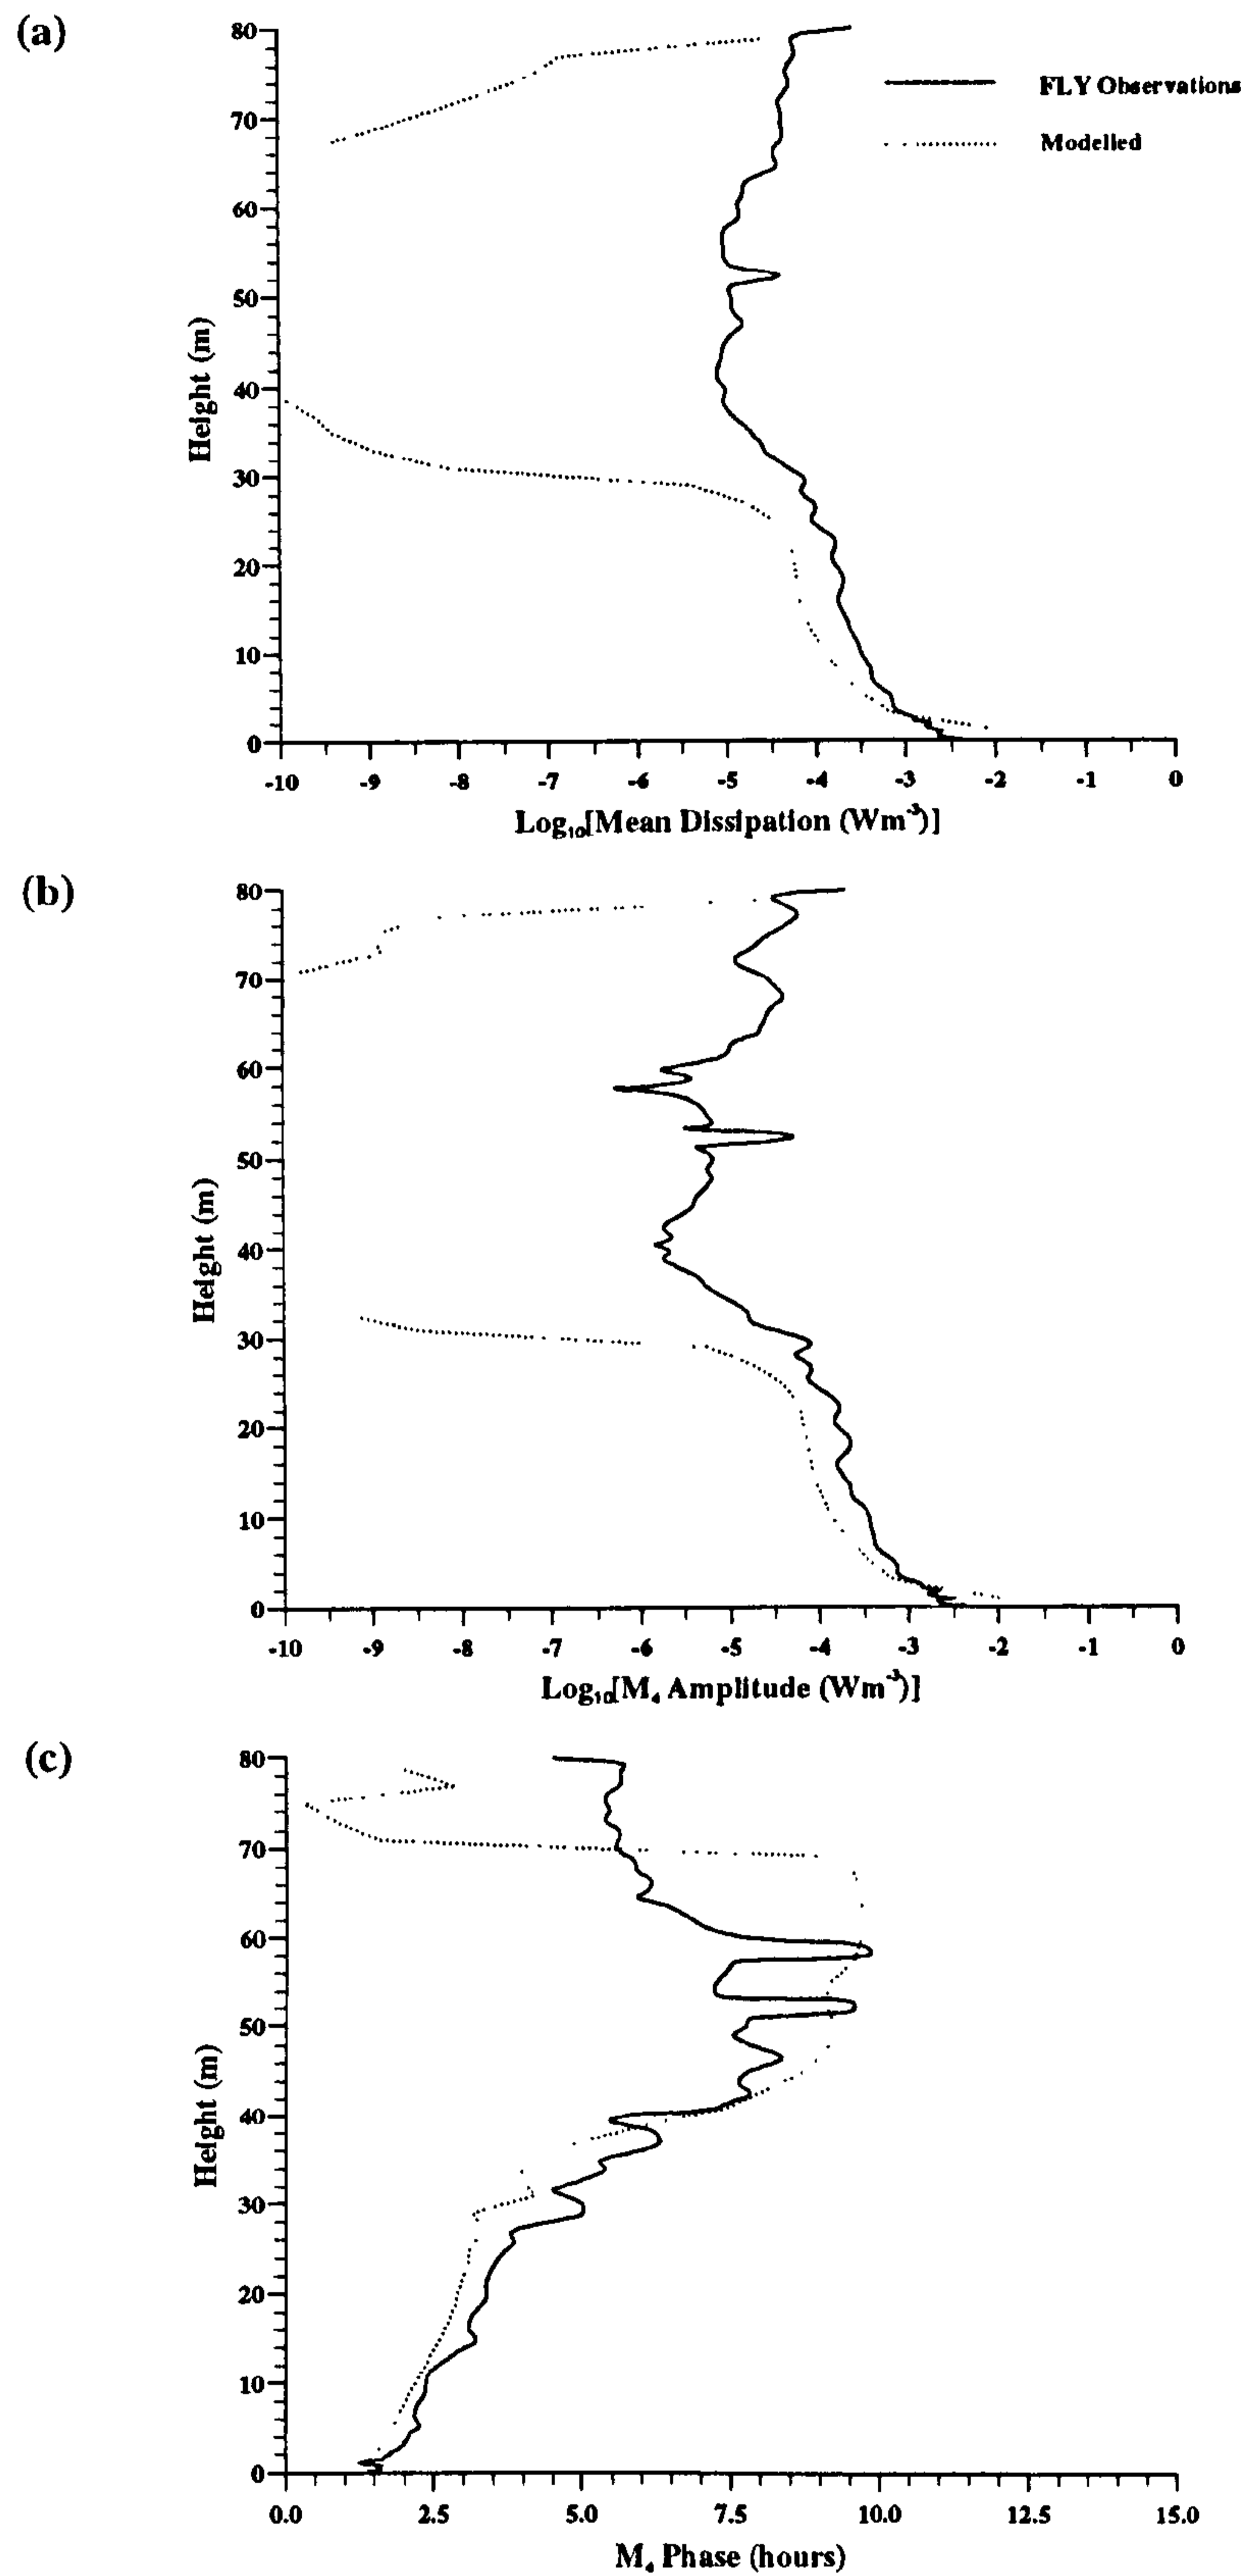 (a)
80
70
60
50
40
30
20
10
0
Height (m)
FLY Observations
Modelled
-10 -9 -8 -7 -6 -5 -4 -3 -2 -1 0
Log₁₀[Mean Dissipation (Wm⁻³)]
(b)
80
70
60
50
40
30
20
10
0
Height (m)
-10 -9 -8 -7 -6 -5 -4 -3 -2 -1 0
Log₁₀[M₄ Amplitude (Wm⁻³)]
(c)
80
70
60
50
40
30
20
10
0
Height (m)
0.0 2.5 5.0 7.5 10.0 12.5 15.0
M₄ Phase (hours)